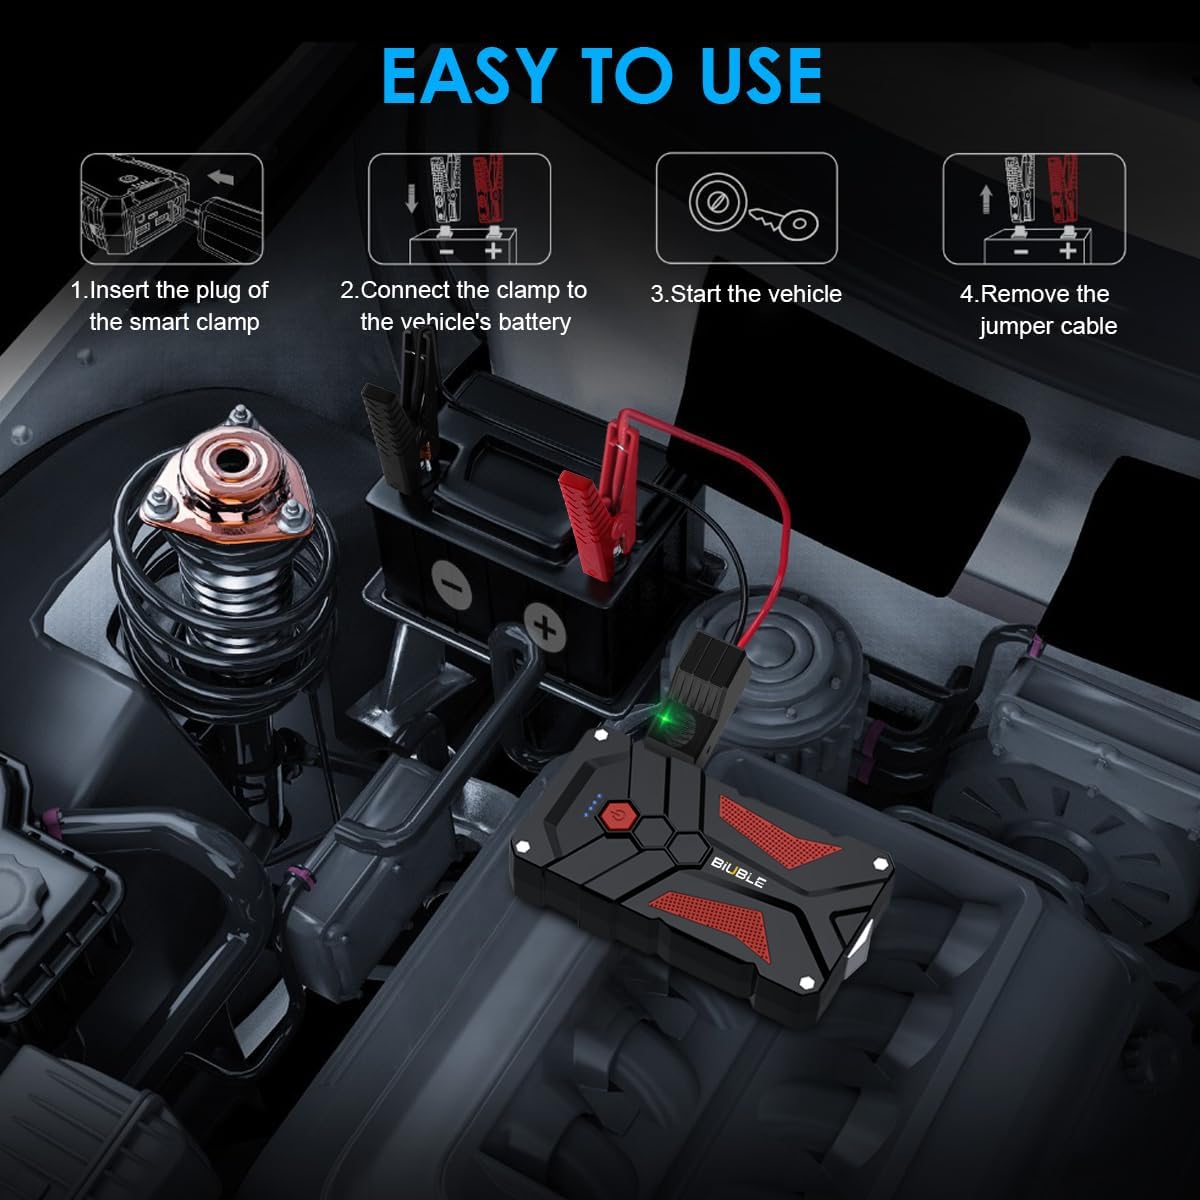 EASY TO USE
1.Insert the plug of
the smart clamp
2.Connect the clamp to
the vehicle's battery
3.Start the vehicle
4.Remove the
jumper cable
− +
− +
− +
BiUBLE